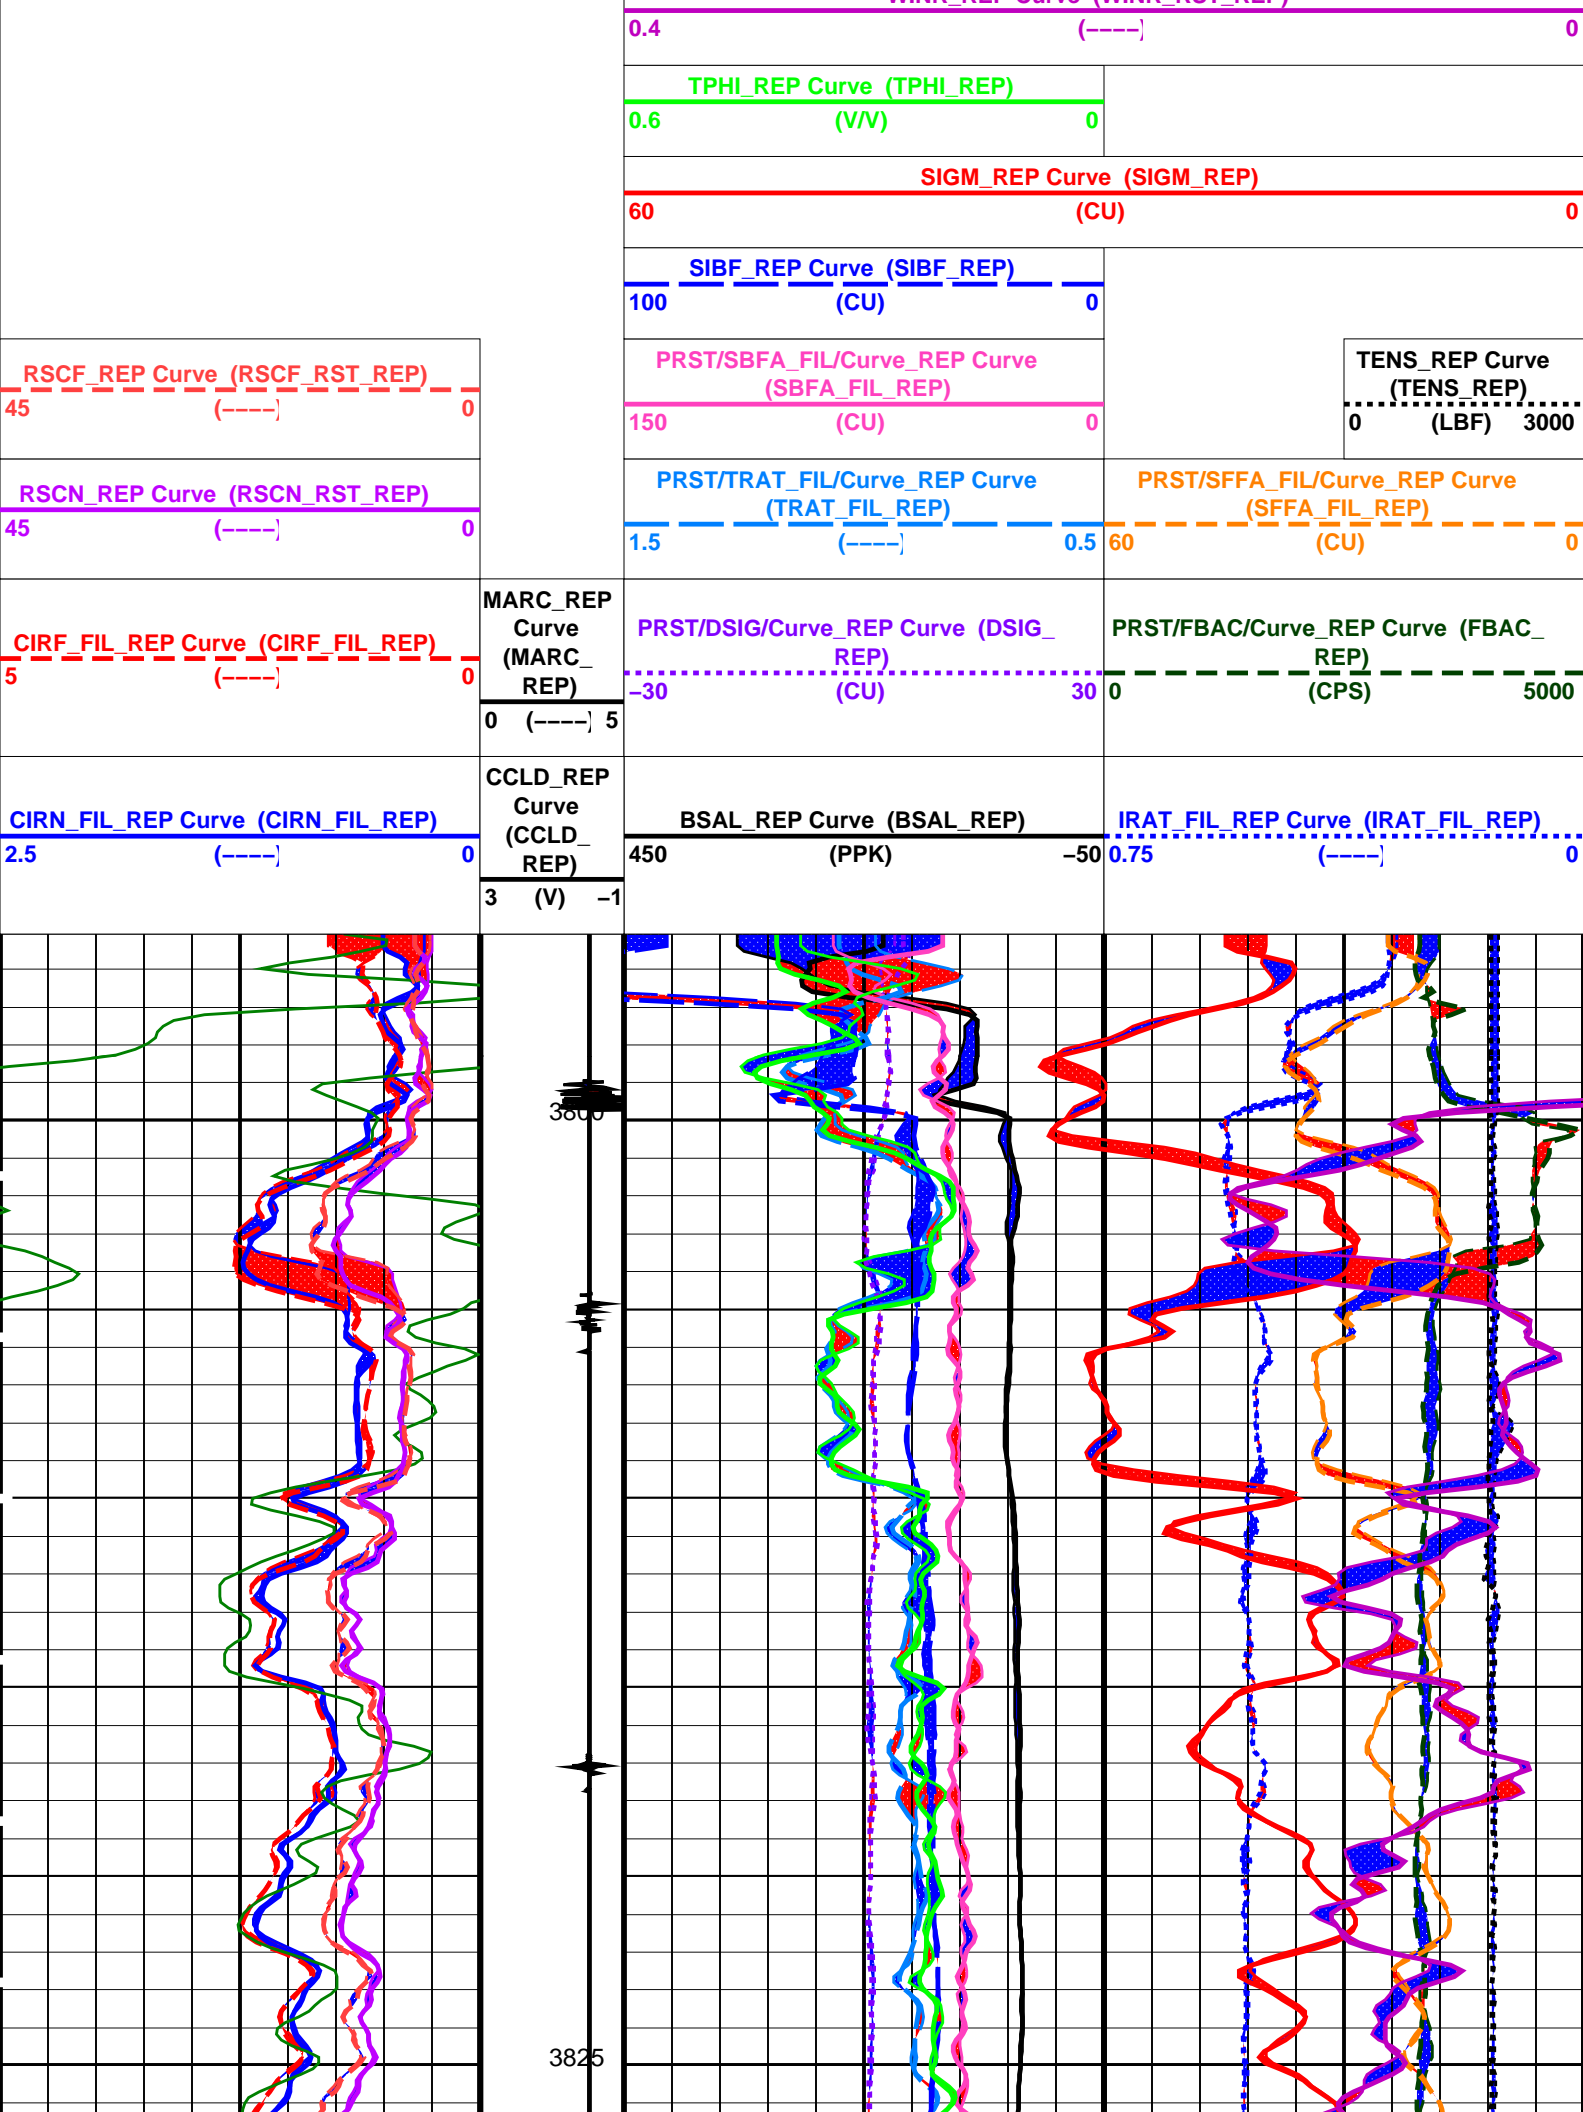 WINR_REP Curve (WINR_RST_REP)
0.4 (----) 0
TPHI_REP Curve (TPHI_REP)
0.6 (V/V) 0
SIGM_REP Curve (SIGM_REP)
60 (CU) 0
SIBF_REP Curve (SIBF_REP)
100 (CU) 0
RSCF_REP Curve (RSCF_RST_REP)
45 (----) 0
PRST/SBFA_FIL/Curve_REP Curve
(SBFA_FIL_REP)
150 (CU) 0
TENS_REP Curve
(TENS_REP)
0 (LBF) 3000
RSCN_REP Curve (RSCN_RST_REP)
45 (----) 0
PRST/TRAT_FIL/Curve_REP Curve
(TRAT_FIL_REP)
1.5 (----) 0.5
PRST/SFFA_FIL/Curve_REP Curve
(SFFA_FIL_REP)
60 (CU) 0
CIRF_FIL_REP Curve (CIRF_FIL_REP)
5 (----) 0
MARC_REP
Curve
(MARC_
REP)
0 (----) 5
PRST/DSIG/Curve_REP Curve (DSIG_
REP)
−30 (CU) 30
PRST/FBAC/Curve_REP Curve (FBAC_
REP)
0 (CPS) 5000
CIRN_FIL_REP Curve (CIRN_FIL_REP)
2.5 (----) 0
CCLD_REP
Curve
(CCLD_
REP)
3 (V) −1
BSAL_REP Curve (BSAL_REP)
450 (PPK) −50
IRAT_FIL_REP Curve (IRAT_FIL_REP)
0.75 (----) 0
3800
3825